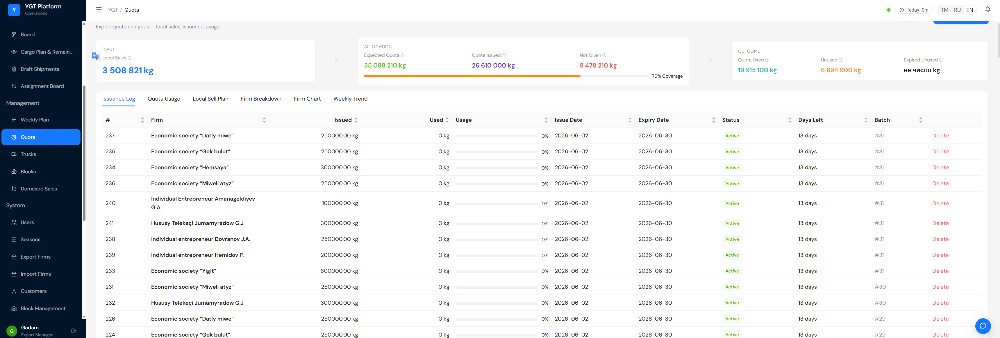 Y
YGT Platform
Operations
YGT / Quota
Today: 0m
TM RU EN
Board
Cargo Plan & Remain...
Draft Shipments
Assignment Board
Management
Weekly Plan
Quota
Trucks
Blocks
Domestic Sales
System
Users
Seasons
Export Firms
Import Firms
Customers
Block Management
G
Gadam
Export Manager
Export quota analytics — local sales, issuance, usage
INPUT
Local Sales
3 508 821 kg
ALLOCATION
Expected Quota Quota Issued Not Given
35 088 210 kg 26 610 000 kg 8 478 210 kg
76% Coverage
OUTCOME
Quota Used Unused Expired Unused
19 915 100 kg 6 694 900 kg не число kg
Issuance Log Quota Usage Local Sell Plan Firm Breakdown Firm Chart Weekly Trend
# Firm Issued Used Usage Issue Date Expiry Date Status Days Left Batch
237 Economic society “Datly miwe” 250000.00 kg 0 kg 0% 2026-06-02 2026-06-30 Active 13 days #31 Delete
235 Economic society “Gok bulut” 250000.00 kg 0 kg 0% 2026-06-02 2026-06-30 Active 13 days #31 Delete
234 Economic society “Hemsaya” 300000.00 kg 0 kg 0% 2026-06-02 2026-06-30 Active 13 days #31 Delete
236 Economic society “Miweli atyz” 250000.00 kg 0 kg 0% 2026-06-02 2026-06-30 Active 13 days #31 Delete
240 Individual Entrepreneur Amanageldiyev
G.A. 100000.00 kg 0 kg 0% 2026-06-02 2026-06-30 Active 13 days #31 Delete
241 Hususy Telekeçi Jumamyradow G.J 300000.00 kg 0 kg 0% 2026-06-02 2026-06-30 Active 13 days #31 Delete
238 Individual entrepreneur Dovranov J.A. 250000.00 kg 0 kg 0% 2026-06-02 2026-06-30 Active 13 days #31 Delete
239 Individual entrepreneur Hemidov P. 200000.00 kg 0 kg 0% 2026-06-02 2026-06-30 Active 13 days #31 Delete
233 Economic society “Yigit” 600000.00 kg 0 kg 0% 2026-06-02 2026-06-30 Active 13 days #31 Delete
231 Economic society “Miweli atyz” 250000.00 kg 0 kg 0% 2026-06-02 2026-06-30 Active 13 days #30 Delete
232 Hususy Telekeçi Jumamyradow G.J 300000.00 kg 0 kg 0% 2026-06-02 2026-06-30 Active 13 days #30 Delete
226 Economic society “Datly miwe” 250000.00 kg 0 kg 0% 2026-06-02 2026-06-30 Active 13 days #29 Delete
224 Economic society “Gok bulut” 250000.00 kg 0 kg 0% 2026-06-02 2026-06-30 Active 13 days #29 Delete